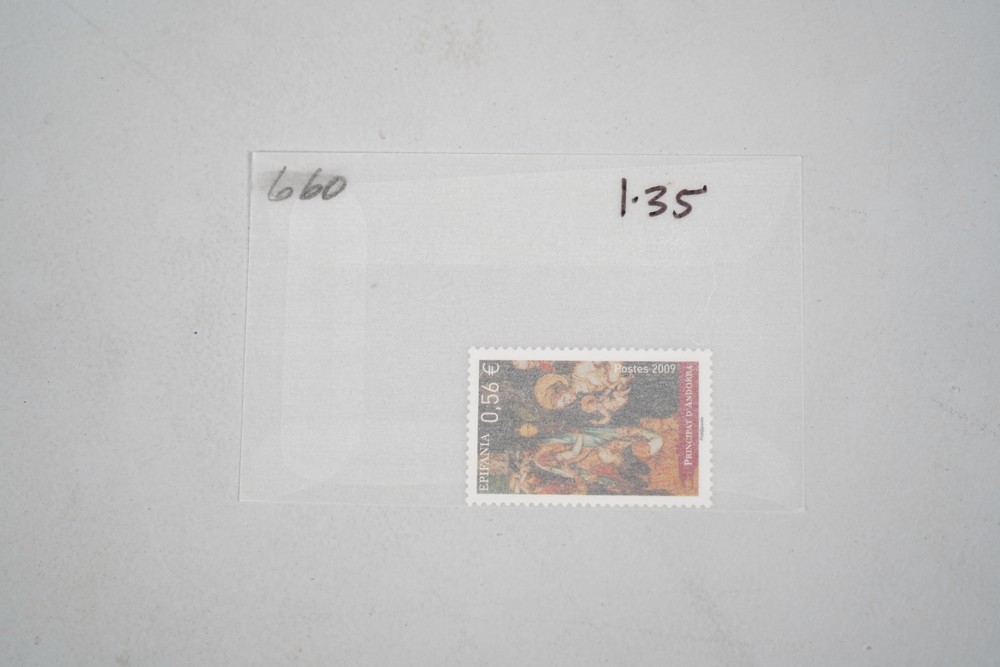 660
1.35
Postes 2009
0,56 €
EPIFANIA
PRINCIPAT D'ANDORRA